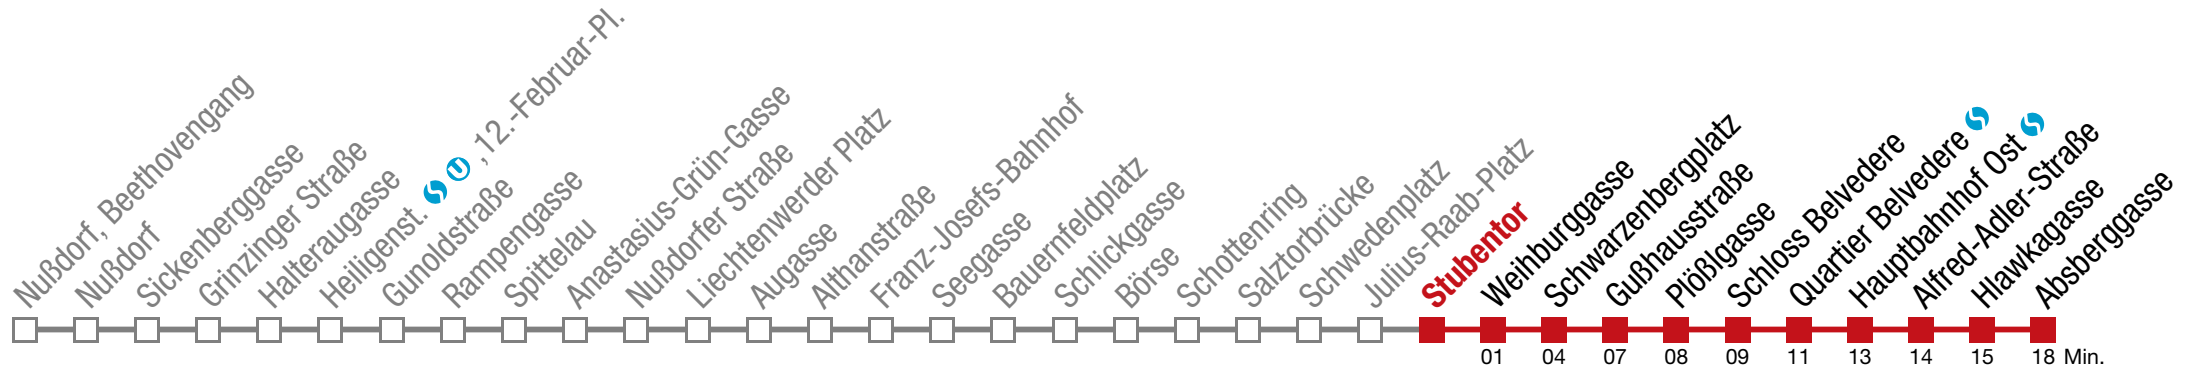 Nußdorf, Beethovengang
Nußdorf
Sickenberggasse
Grinzinger Straße
Halteraugasse
Heiligenst. S U , 12.-Februar-Pl.
Gunoldstraße
Rampengasse
Spittelau
Anastasius-Grün-Gasse
Nußdorfer Straße
Liechtenwerder Platz
Augasse
Althanstraße
Franz-Josefs-Bahnhof
Seegasse
Bauernfeldplatz
Schlickgasse
Börse
Schottenring
Salztorbrücke
Schwedenplatz
Julius-Raab-Platz
Stubentor
Weihburggasse
Schwarzenbergplatz
Gußhausstraße
Plößlgasse
Schloss Belvedere
Quartier Belvedere S
Hauptbahnhof Ost S
Alfred-Adler-Straße
Hawkagasse
Absberggasse
01 04 07 08 09 11 13 14 15 18 Min.